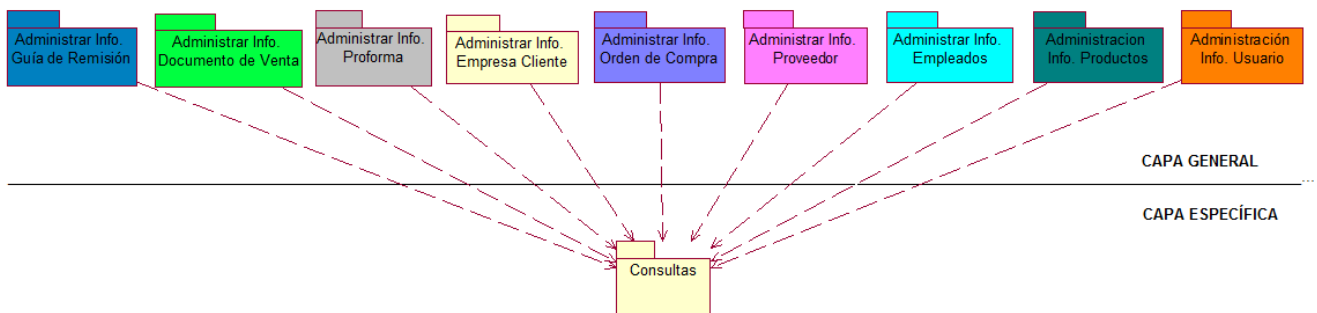 Administrar Info.
Guía de Remisión
Administrar Info.
Documento de Venta
Administrar Info.
Proforma
Administrar Info.
Empresa Cliente
Administrar Info.
Orden de Compra
Administrar Info.
Proveedor
Administrar Info.
Empleados
Administracion
Info. Productos
Administración
Info. Usuario
CAPA GENERAL
CAPA ESPECÍFICA
Consultas